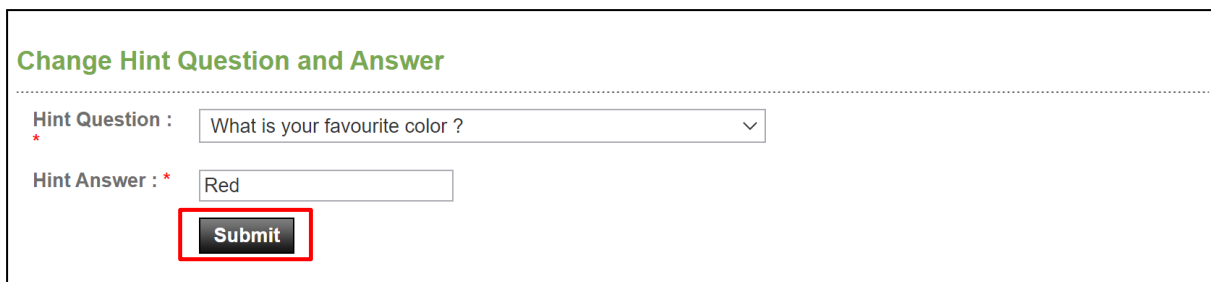 Change Hint Question and Answer
Hint Question :
*
What is your favourite color ?
Hint Answer : *
Red
Submit